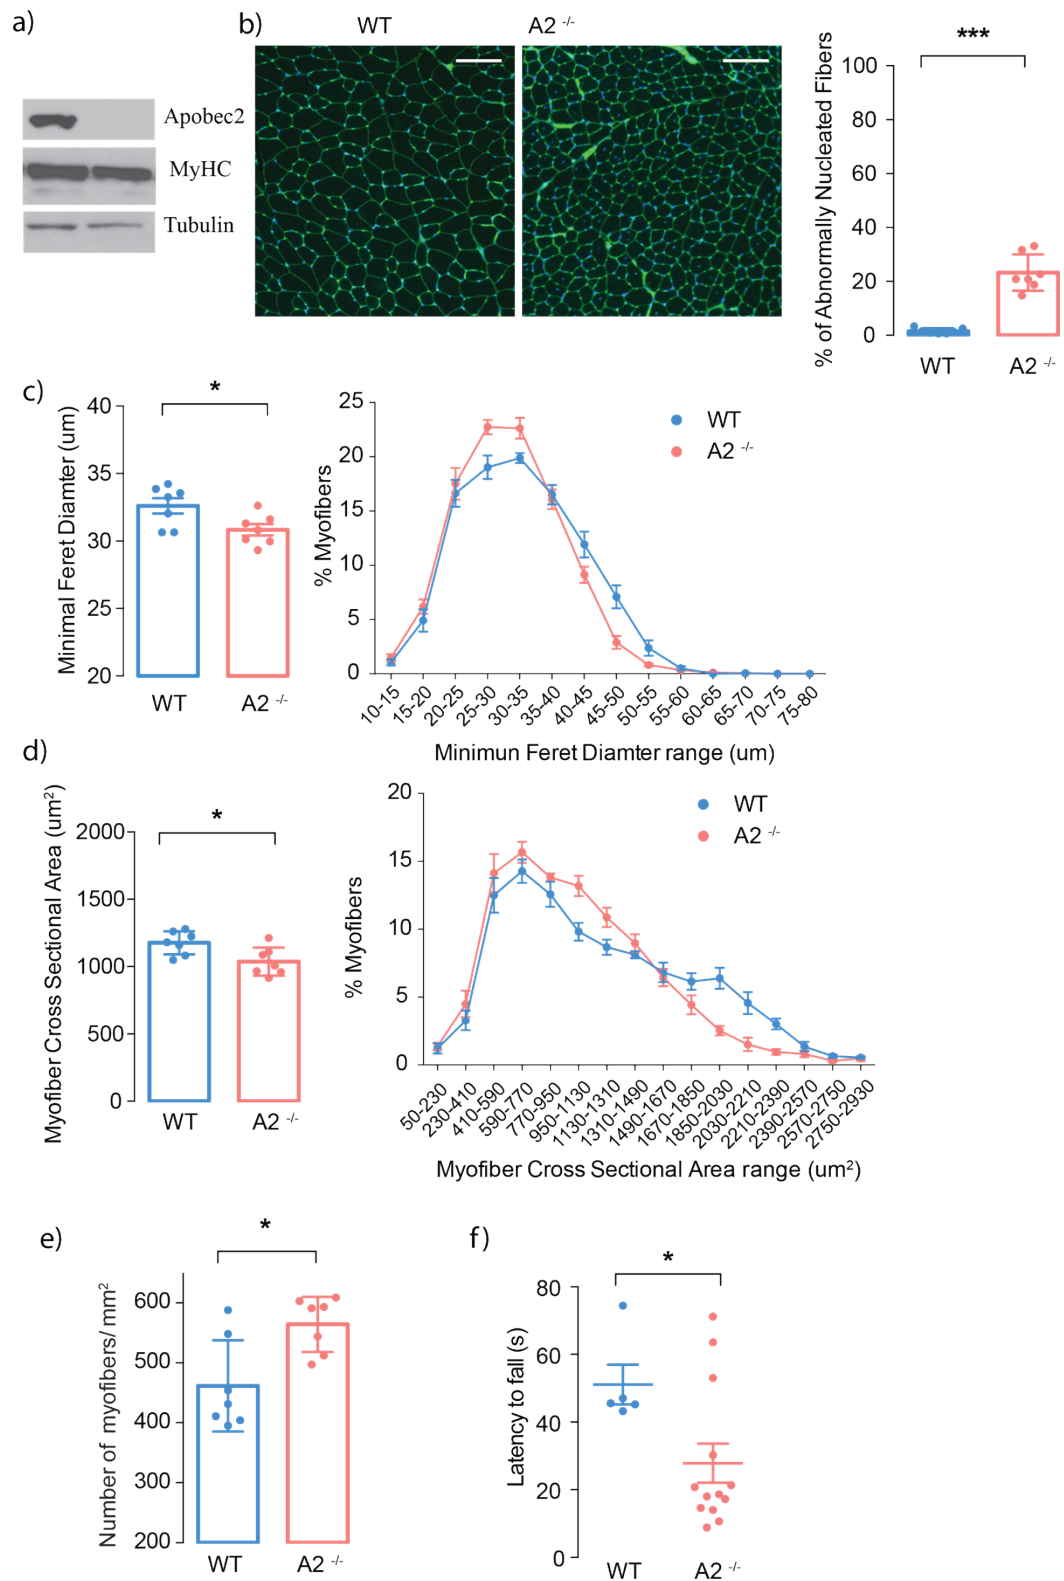 a)
Apobec2
MyHC
Tubulin
b)
WT
A2 -/-
% of Abnormally Nucleated Fibers
100
80
60
40
20
0
***
WT
A2 -/-
c)
Minimal Feret Diamter (um)
40
35
30
25
20
*
WT
A2 -/-
% Myofibers
25
20
15
10
5
0
WT
A2 -/-
10-15
15-20
20-25
25-30
30-35
35-40
40-45
45-50
50-55
55-60
60-65
65-70
70-75
75-80
Minimun Feret Diamter range (um)
d)
Myofiber Cross Sectional Area (um²)
2000
1500
1000
500
0
*
WT
A2 -/-
% Myofibers
20
15
10
5
0
WT
A2 -/-
50-230
230-410
410-590
590-770
770-950
950-1130
1130-1310
1310-1490
1490-1670
1670-1850
1850-2030
2030-2210
2210-2390
2390-2570
2570-2750
2750-2930
Myofiber Cross Sectional Area range (um²)
e)
Number of myofibers/ mm²
600
500
400
300
200
*
WT
A2 -/-
f)
Latency to fall (s)
80
60
40
20
0
*
WT
A2 -/-